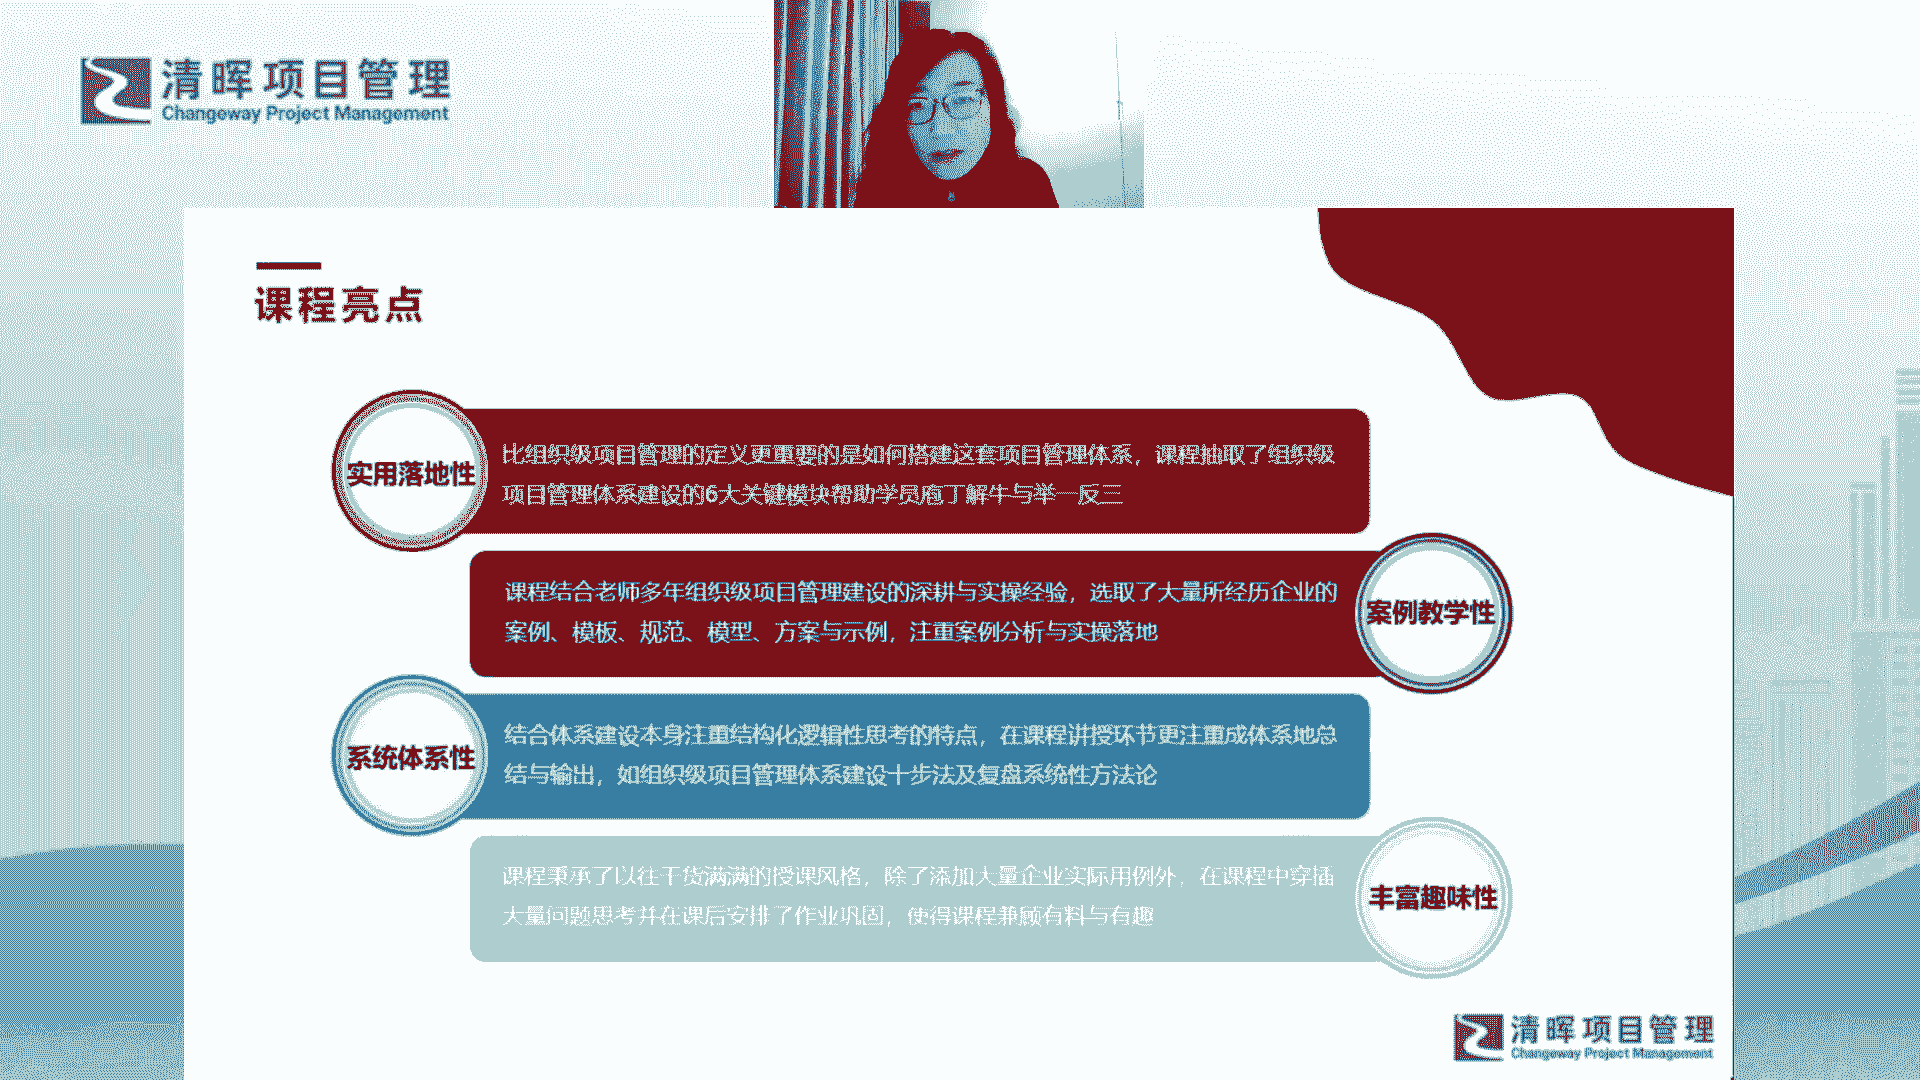 清晖项目管理
Changeway Project Management
课程亮点
实用落地性
比组织级项目管理的定义更重要的是如何搭建这套项目管理体系，课程抽取了组织级
项目管理体系建设的6大关键模块帮助学员庖丁解牛与举一反三
课程结合老师多年组织级项目管理建设的深耕与实操经验，选取了大量所经历企业的
案例、模板、规范、模型、方案与示例，注重案例分析与实操落地
案例教学性
系统体系性
结合体系建设本身注重结构化逻辑性思考的特点，在课程讲授环节更注重成体系地总
结与输出，如组织级项目管理体系建设十步法及复盘系统性方法论
课程秉承了以往干货满满的授课风格，除了添加大量企业实际用例外，在课程中穿插
大量问题思考并在课后安排了作业巩固，使得课程兼顾有料与有趣
丰富趣味性
清晖项目管理
Changeway Project Management